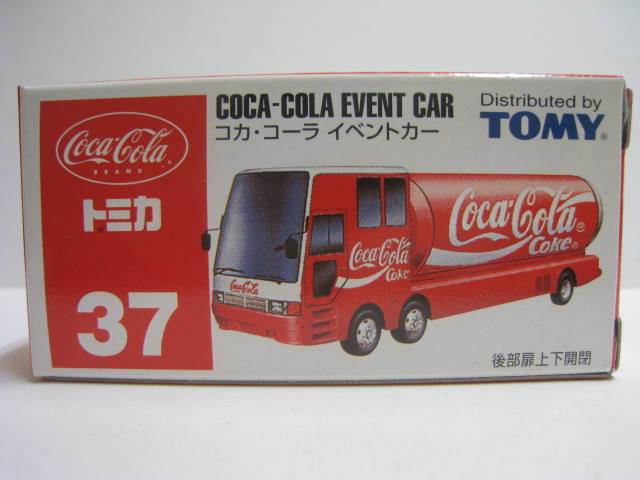 Coca-Cola
BRAND
トミカ
37
COCA-COLA EVENT CAR
コカ・コーラ イベントカー
Distributed by
TOMY®
Coca-Cola
Coca-Cola®
Coke
Coca-Cola®
Coke®
後部扉上下開閉